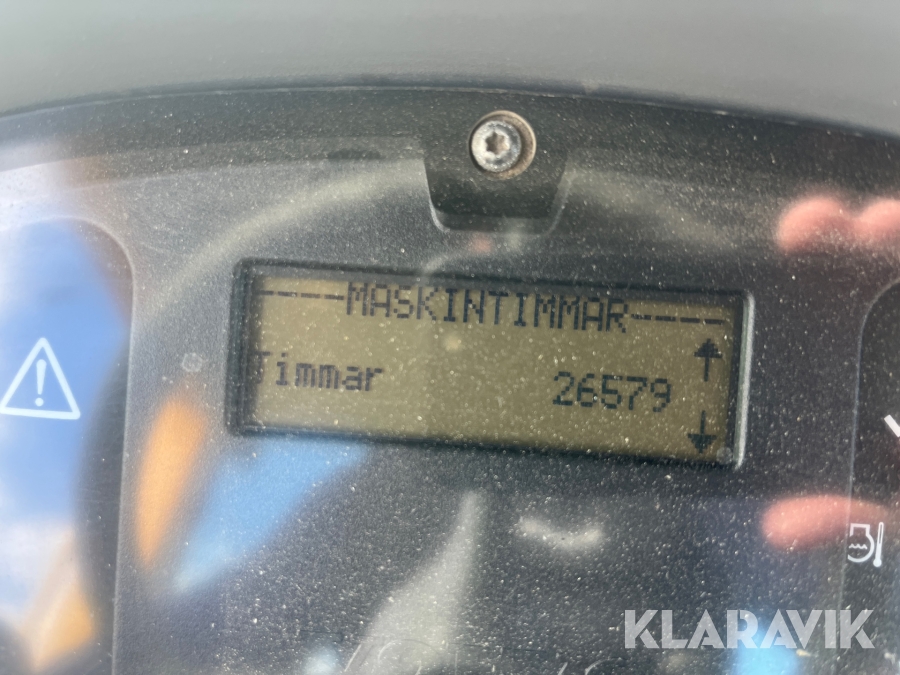 ----MASKINTIMMAR-----
Timmar 26579
KLARAVIK